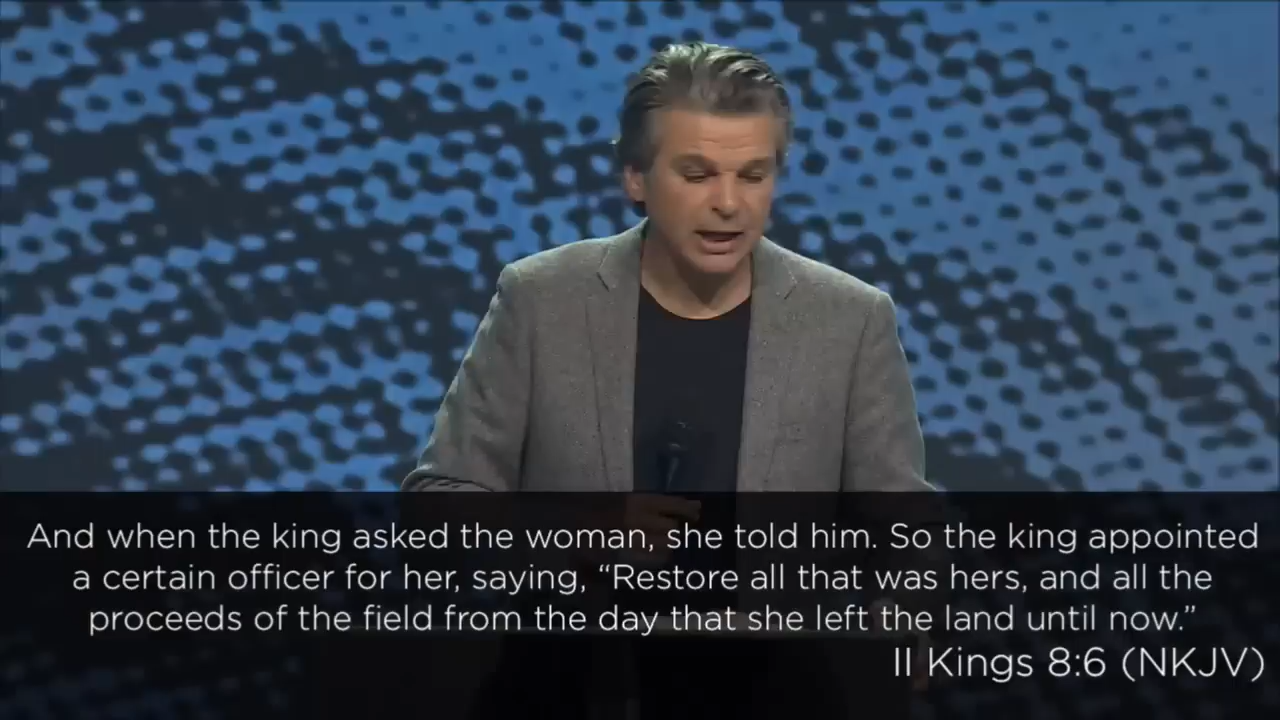 And when the king asked the woman, she told him. So the king appointed
a certain officer for her, saying, “Restore all that was hers, and all the
proceeds of the field from the day that she left the land until now.”
II Kings 8:6 (NKJV)